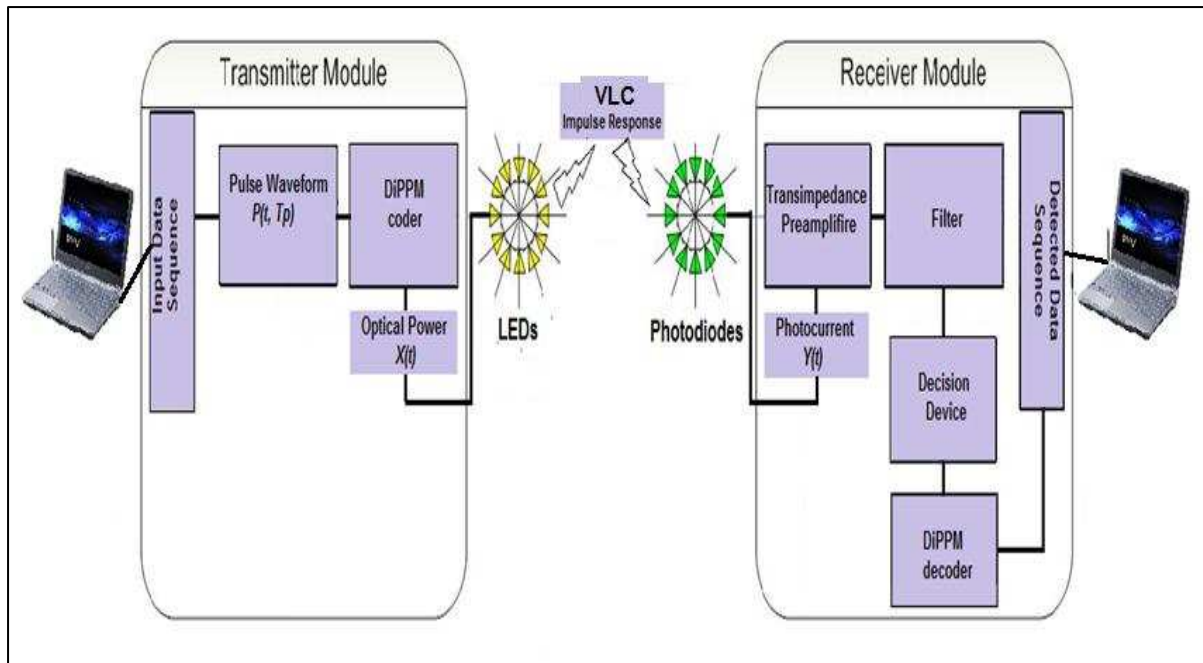 Transmitter Module
Input Data
Sequence
Pulse Waveform
P(t, Tp)
DiPPM
coder
Optical Power
X(t)
LEDs
VLC
Impulse Response
Photodiodes
Receiver Module
Transimpedance
Preamplifire
Filter
Photocurrent
Y(t)
Decision
Device
DiPPM
decoder
Detected Data
Sequence